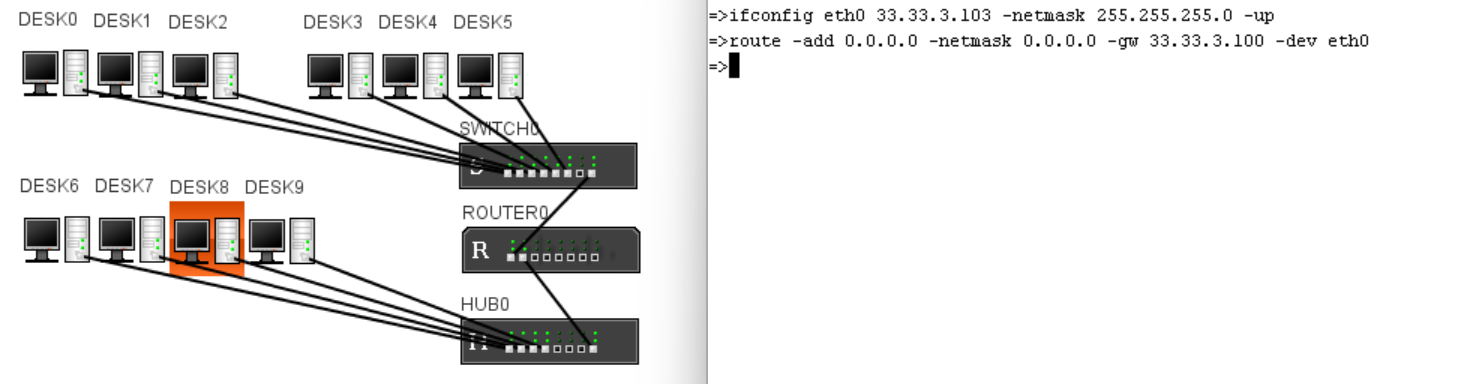 DESK0 DESK1 DESK2 DESK3 DESK4 DESK5
SWITCH0
S
DESK6 DESK7 DESK8 DESK9
ROUTER0
R
HUB0
H
=>ifconfig eth0 33.33.3.103 -netmask 255.255.255.0 -up
=>route -add 0.0.0.0 -netmask 0.0.0.0 -gw 33.33.3.100 -dev eth0
=>